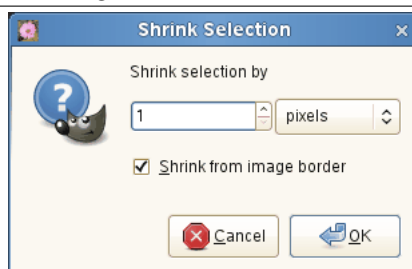 Shrink Selection
Shrink selection by
1
pixels
Shrink from image border
Cancel
OK